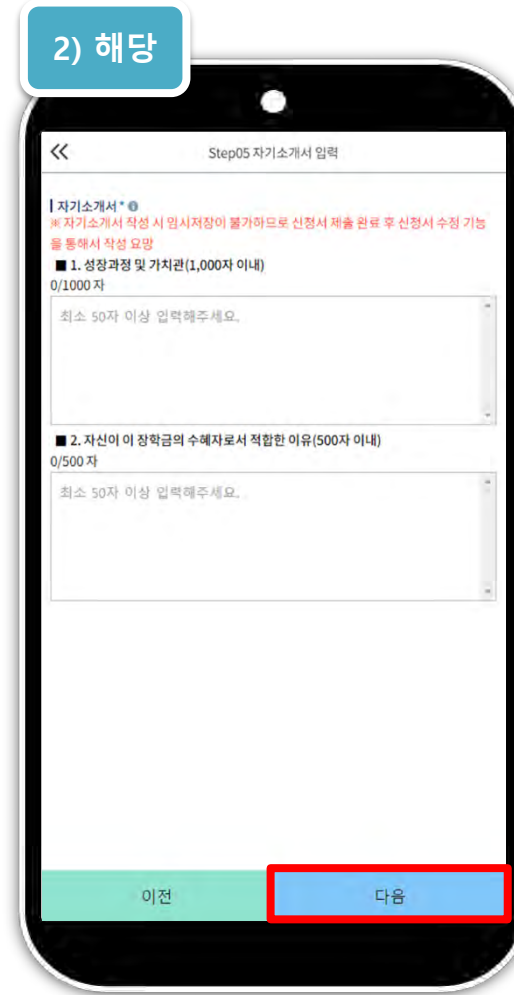 2) 해당
Step05 자기소개서 입력
자기소개서 *
※ 자기소개서 작성 시 임시저장이 불가하므로 신청서 제출 완료 후 신청서 수정 기능
을 통해서 작성 요망
■ 1. 성장과정 및 가치관(1,000자 이내)
0/1000 자
최소 50자 이상 입력해주세요.
■ 2. 자신이 이 장학금의 수혜자로서 적합한 이유(500자 이내)
0/500 자
최소 50자 이상 입력해주세요.
이전
다음